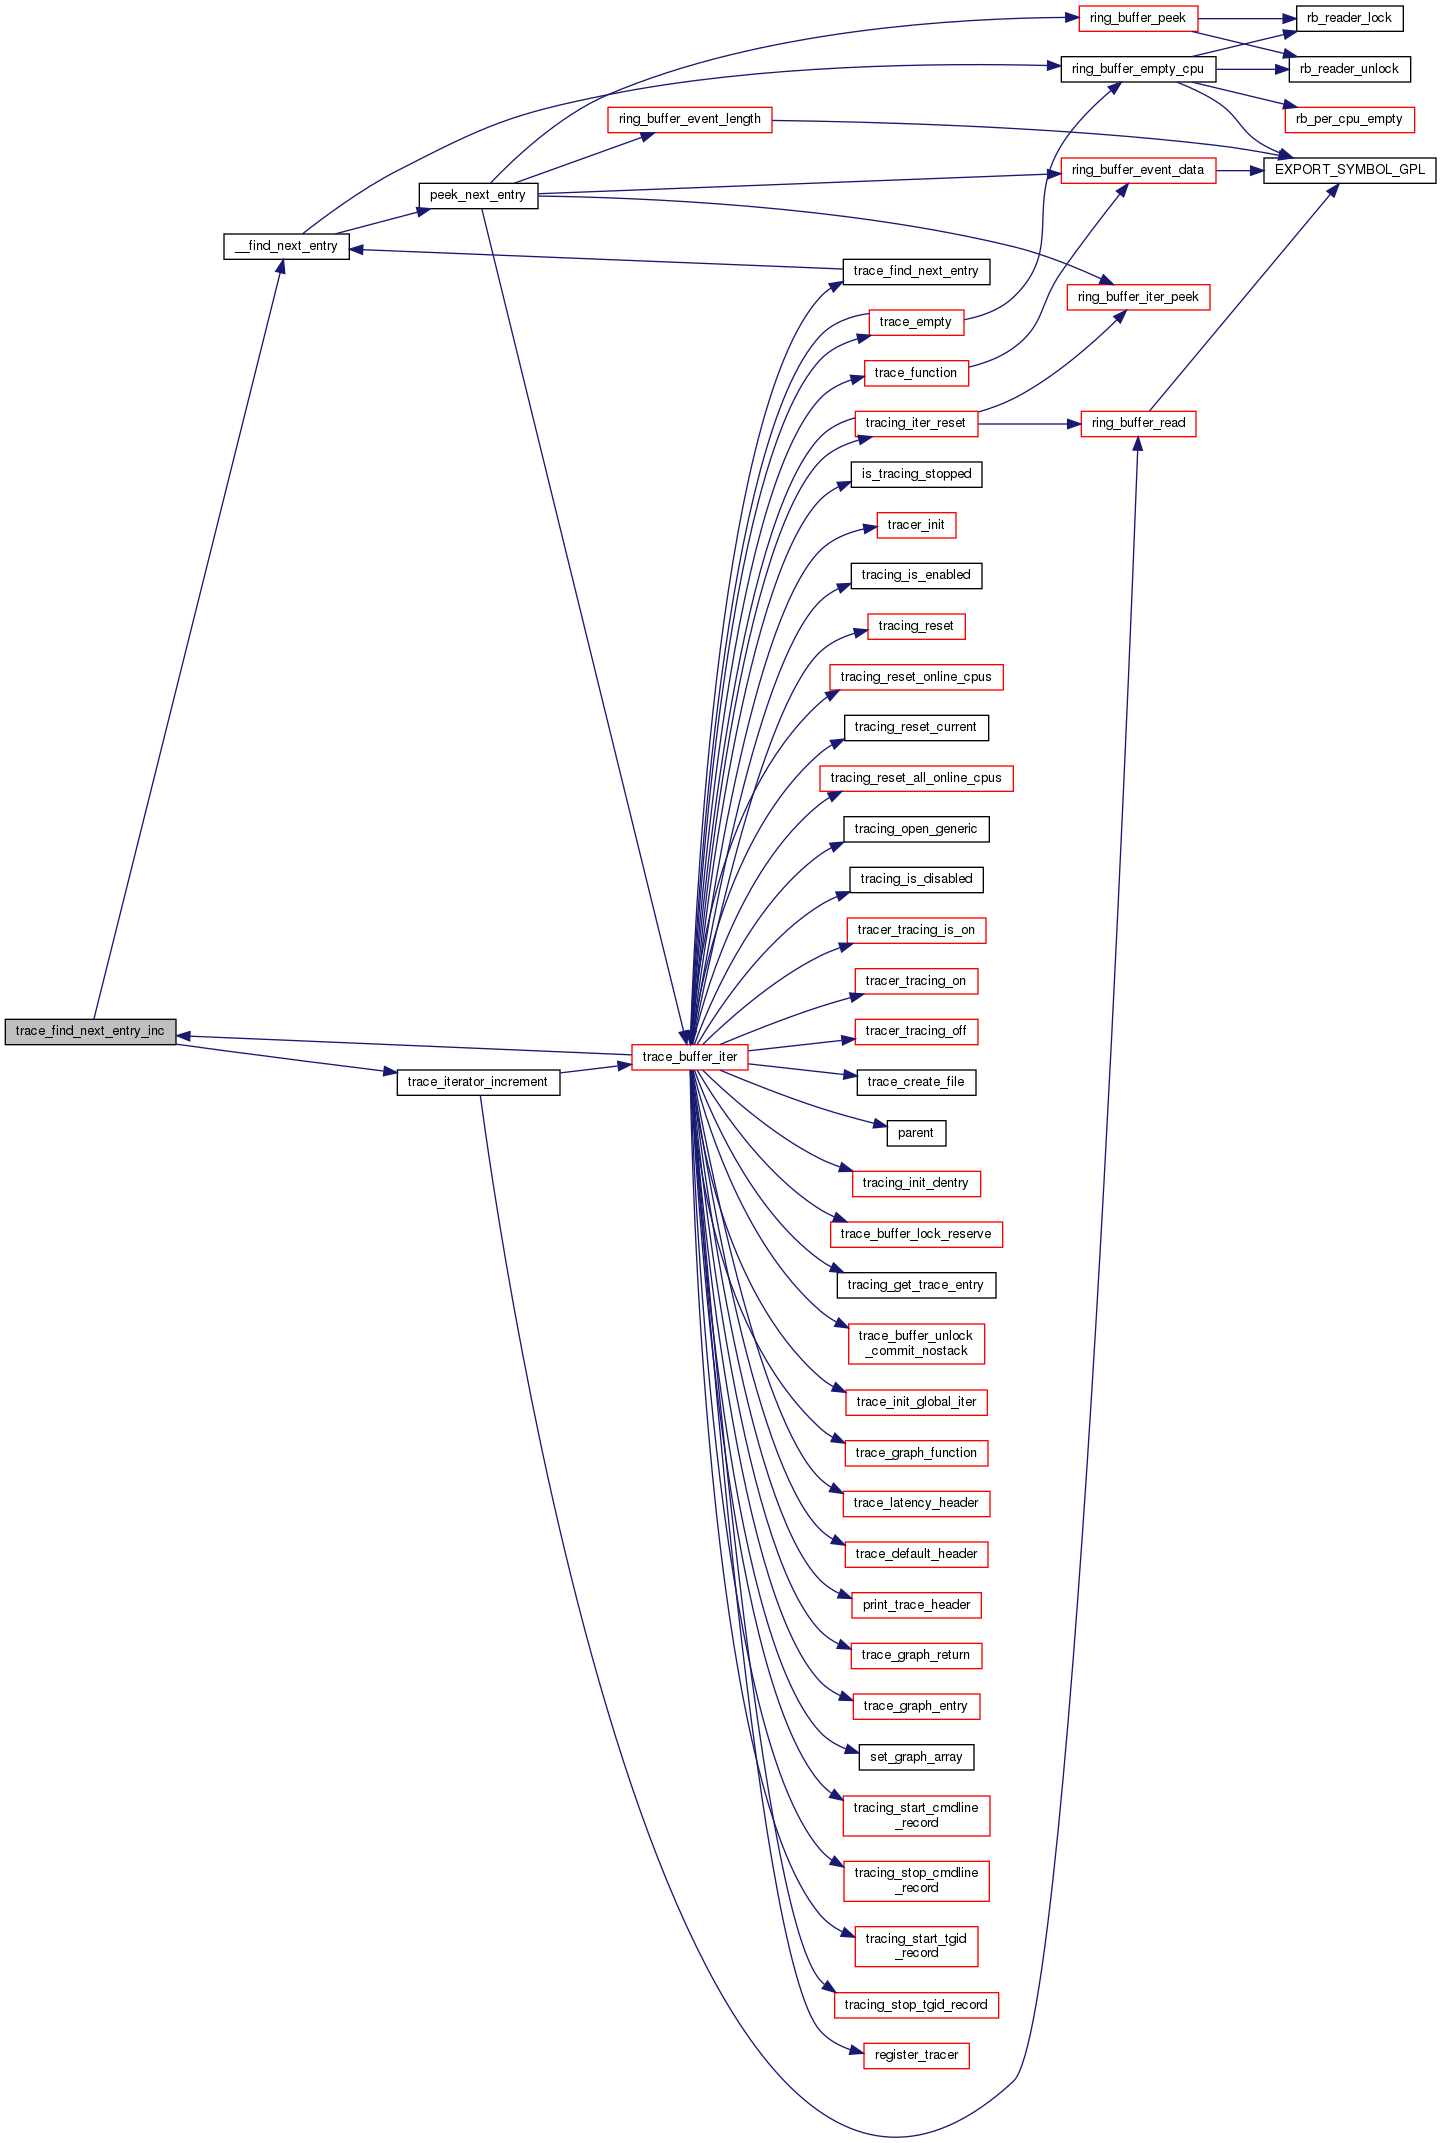 ring_buffer_peek
rb_reader_lock
ring_buffer_empty_cpu
rb_reader_unlock
ring_buffer_event_length
rb_per_cpu_empty
ring_buffer_event_data
EXPORT_SYMBOL_GPL
peek_next_entry
__find_next_entry
trace_find_next_entry
ring_buffer_iter_peek
trace_empty
trace_function
tracing_iter_reset
ring_buffer_read
is_tracing_stopped
tracer_init
tracing_is_enabled
tracing_reset
tracing_reset_online_cpus
tracing_reset_current
tracing_reset_all_online_cpus
tracing_open_generic
tracing_is_disabled
tracer_tracing_is_on
tracer_tracing_on
trace_find_next_entry_inc
tracer_tracing_off
trace_buffer_iter
trace_iterator_increment
trace_create_file
parent
tracing_init_dentry
trace_buffer_lock_reserve
tracing_get_trace_entry
trace_buffer_unlock
_commit_nostack
trace_init_global_iter
trace_graph_function
trace_latency_header
trace_default_header
print_trace_header
trace_graph_return
trace_graph_entry
set_graph_array
tracing_start_cmdline
_record
tracing_stop_cmdline
_record
tracing_start_tgid
_record
tracing_stop_tgid_record
register_tracer